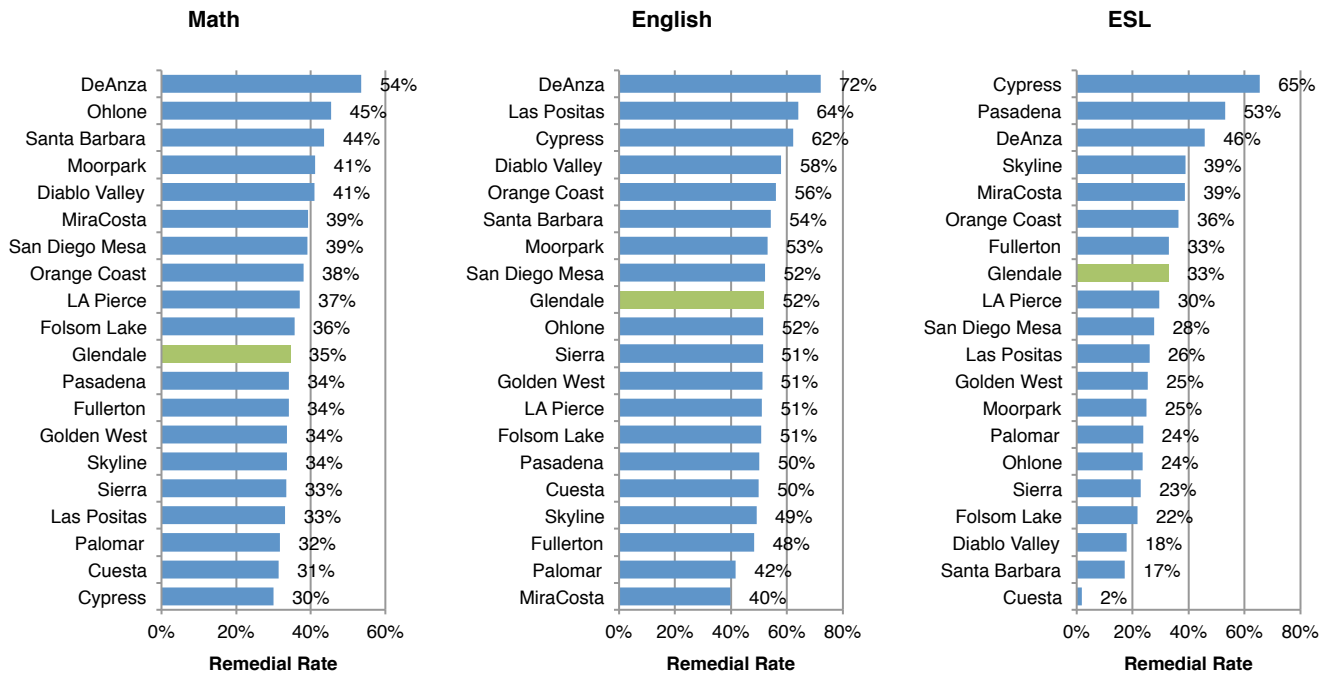 Math
DeAnza 54%
Ohlone 45%
Santa Barbara 44%
Moorpark 41%
Diablo Valley 41%
MiraCosta 39%
San Diego Mesa 39%
Orange Coast 38%
LA Pierce 37%
Folsom Lake 36%
Glendale 35%
Pasadena 34%
Fullerton 34%
Golden West 34%
Skyline 34%
Sierra 33%
Las Positas 33%
Palomar 32%
Cuesta 31%
Cypress 30%
0% 20% 40% 60%
Remedial Rate
English
DeAnza 72%
Las Positas 64%
Cypress 62%
Diablo Valley 58%
Orange Coast 56%
Santa Barbara 54%
Moorpark 53%
San Diego Mesa 52%
Glendale 52%
Ohlone 52%
Sierra 51%
Golden West 51%
LA Pierce 51%
Folsom Lake 51%
Pasadena 50%
Cuesta 50%
Skyline 49%
Fullerton 48%
Palomar 42%
MiraCosta 40%
0% 20% 40% 60% 80%
Remedial Rate
ESL
Cypress 65%
Pasadena 53%
DeAnza 46%
Skyline 39%
MiraCosta 39%
Orange Coast 36%
Fullerton 33%
Glendale 33%
LA Pierce 30%
San Diego Mesa 28%
Las Positas 26%
Golden West 25%
Moorpark 25%
Palomar 24%
Ohlone 24%
Sierra 23%
Folsom Lake 22%
Diablo Valley 18%
Santa Barbara 17%
Cuesta 2%
0% 20% 40% 60% 80%
Remedial Rate